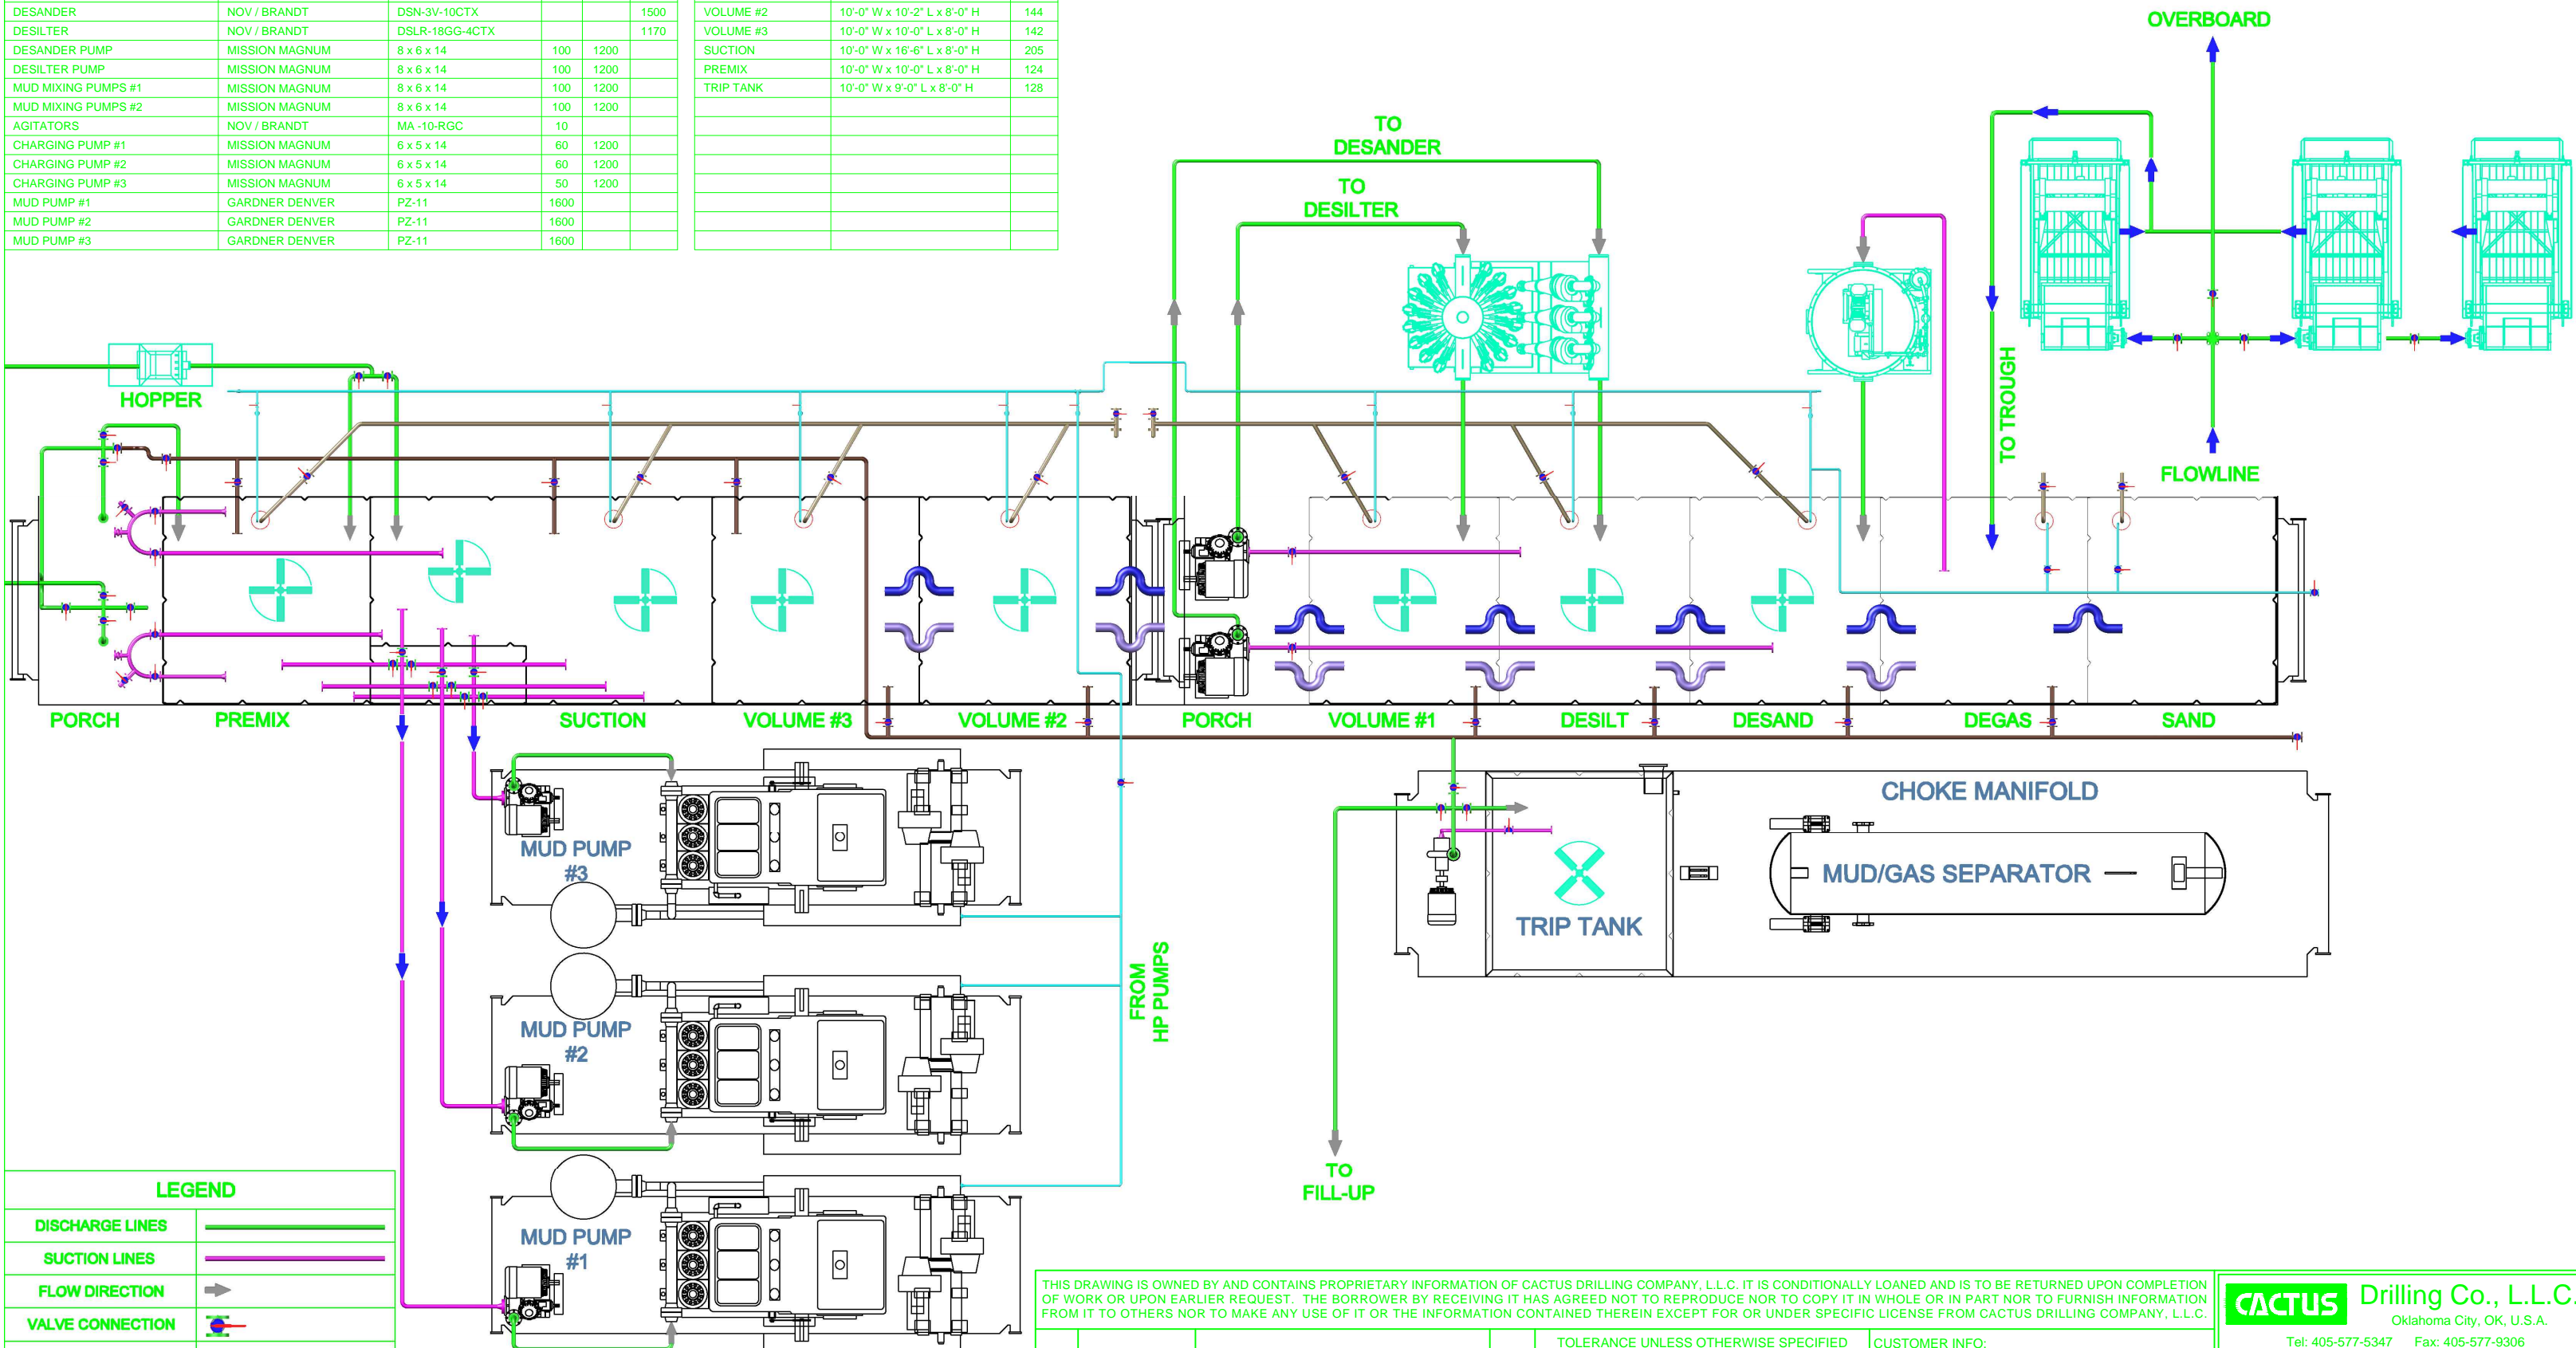 DESANDER NOV / BRANDT DSN-3V-10CTX 1500
DESILTER NOV / BRANDT DSLR-18GG-4CTX 1170
DESANDER PUMP MISSION MAGNUM 8 x 6 x 14 100 1200
DESILTER PUMP MISSION MAGNUM 8 x 6 x 14 100 1200
MUD MIXING PUMPS #1 MISSION MAGNUM 8 x 6 x 14 100 1200
MUD MIXING PUMPS #2 MISSION MAGNUM 8 x 6 x 14 100 1200
AGITATORS NOV / BRANDT MA -10-RGC 10
CHARGING PUMP #1 MISSION MAGNUM 6 x 5 x 14 60 1200
CHARGING PUMP #2 MISSION MAGNUM 6 x 5 x 14 60 1200
CHARGING PUMP #3 MISSION MAGNUM 6 x 5 x 14 50 1200
MUD PUMP #1 GARDNER DENVER PZ-11 1600
MUD PUMP #2 GARDNER DENVER PZ-11 1600
MUD PUMP #3 GARDNER DENVER PZ-11 1600
VOLUME #2 10'-0" W x 10'-2" L x 8'-0" H 144
VOLUME #3 10'-0" W x 10'-0" L x 8'-0" H 142
SUCTION 10'-0" W x 16'-6" L x 8'-0" H 205
PREMIX 10'-0" W x 10'-0" L x 8'-0" H 124
TRIP TANK 10'-0" W x 9'-0" L x 8'-0" H 128
OVERBOARD
TO
DESANDER
TO
DESILTER
TO TROUGH
FLOWLINE
HOPPER
PORCH
PREMIX
SUCTION
VOLUME #3
VOLUME #2
PORCH
VOLUME #1
DESILT
DESAND
DEGAS
SAND
MUD PUMP
#3
MUD PUMP
#2
MUD PUMP
#1
FROM
HP PUMPS
CHOKE MANIFOLD
MUD/GAS SEPARATOR
TRIP TANK
TO
FILL-UP
LEGEND
DISCHARGE LINES
SUCTION LINES
FLOW DIRECTION
VALVE CONNECTION
THIS DRAWING IS OWNED BY AND CONTAINS PROPRIETARY INFORMATION OF CACTUS DRILLING COMPANY, L.L.C. IT IS CONDITIONALLY LOANED AND IS TO BE RETURNED UPON COMPLETION
OF WORK OR UPON EARLIER REQUEST. THE BORROWER BY RECEIVING IT HAS AGREED NOT TO REPRODUCE NOR TO COPY IT IN WHOLE OR IN PART NOR TO FURNISH INFORMATION
FROM IT TO OTHERS NOR TO MAKE ANY USE OF IT OR THE INFORMATION CONTAINED THEREIN EXCEPT FOR OR UNDER SPECIFIC LICENSE FROM CACTUS DRILLING COMPANY, L.L.C.
TOLERANCE UNLESS OTHERWISE SPECIFIED
CUSTOMER INFO:
CACTUS Drilling Co., L.L.C.
Oklahoma City, OK, U.S.A.
Tel: 405-577-5347 Fax: 405-577-9306